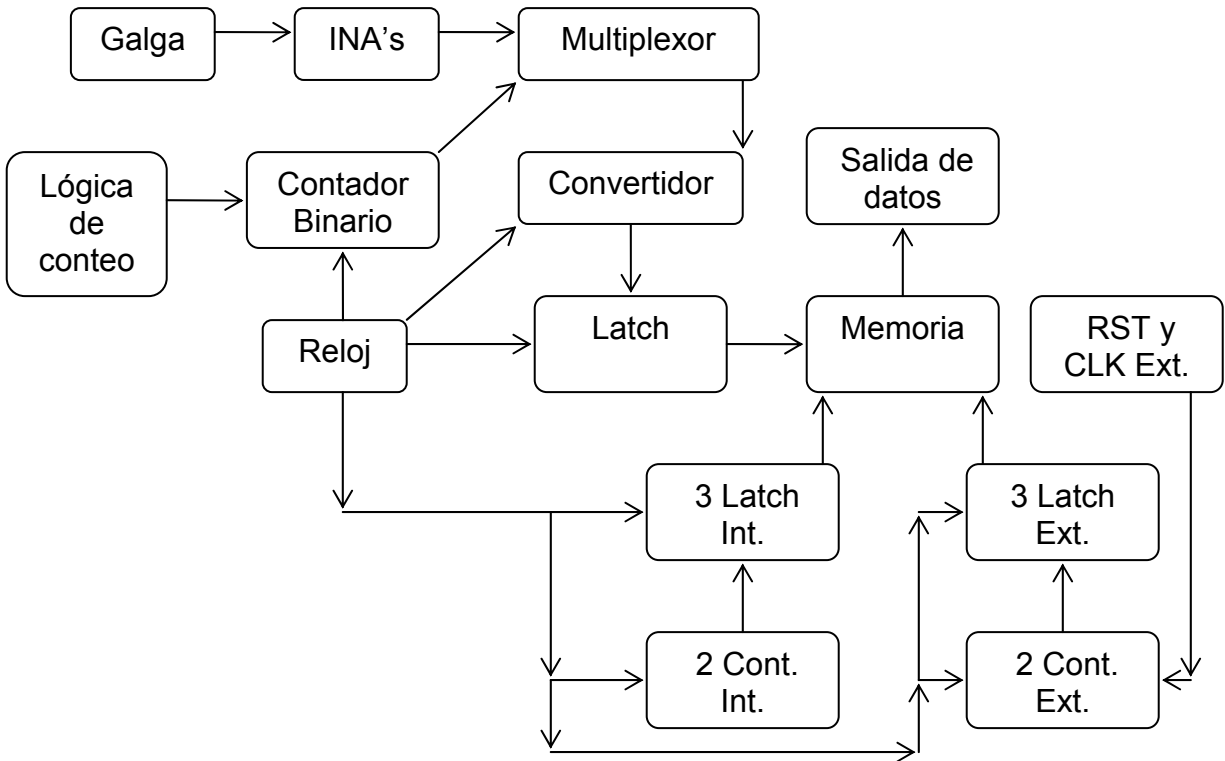 Galga
INA’s
Multiplexor
Lógica
de
conteo
Contador
Binario
Convertidor
Salida de
datos
Reloj
Latch
Memoria
RST y
CLK Ext.
3 Latch
Int.
3 Latch
Ext.
2 Cont.
Int.
2 Cont.
Ext.